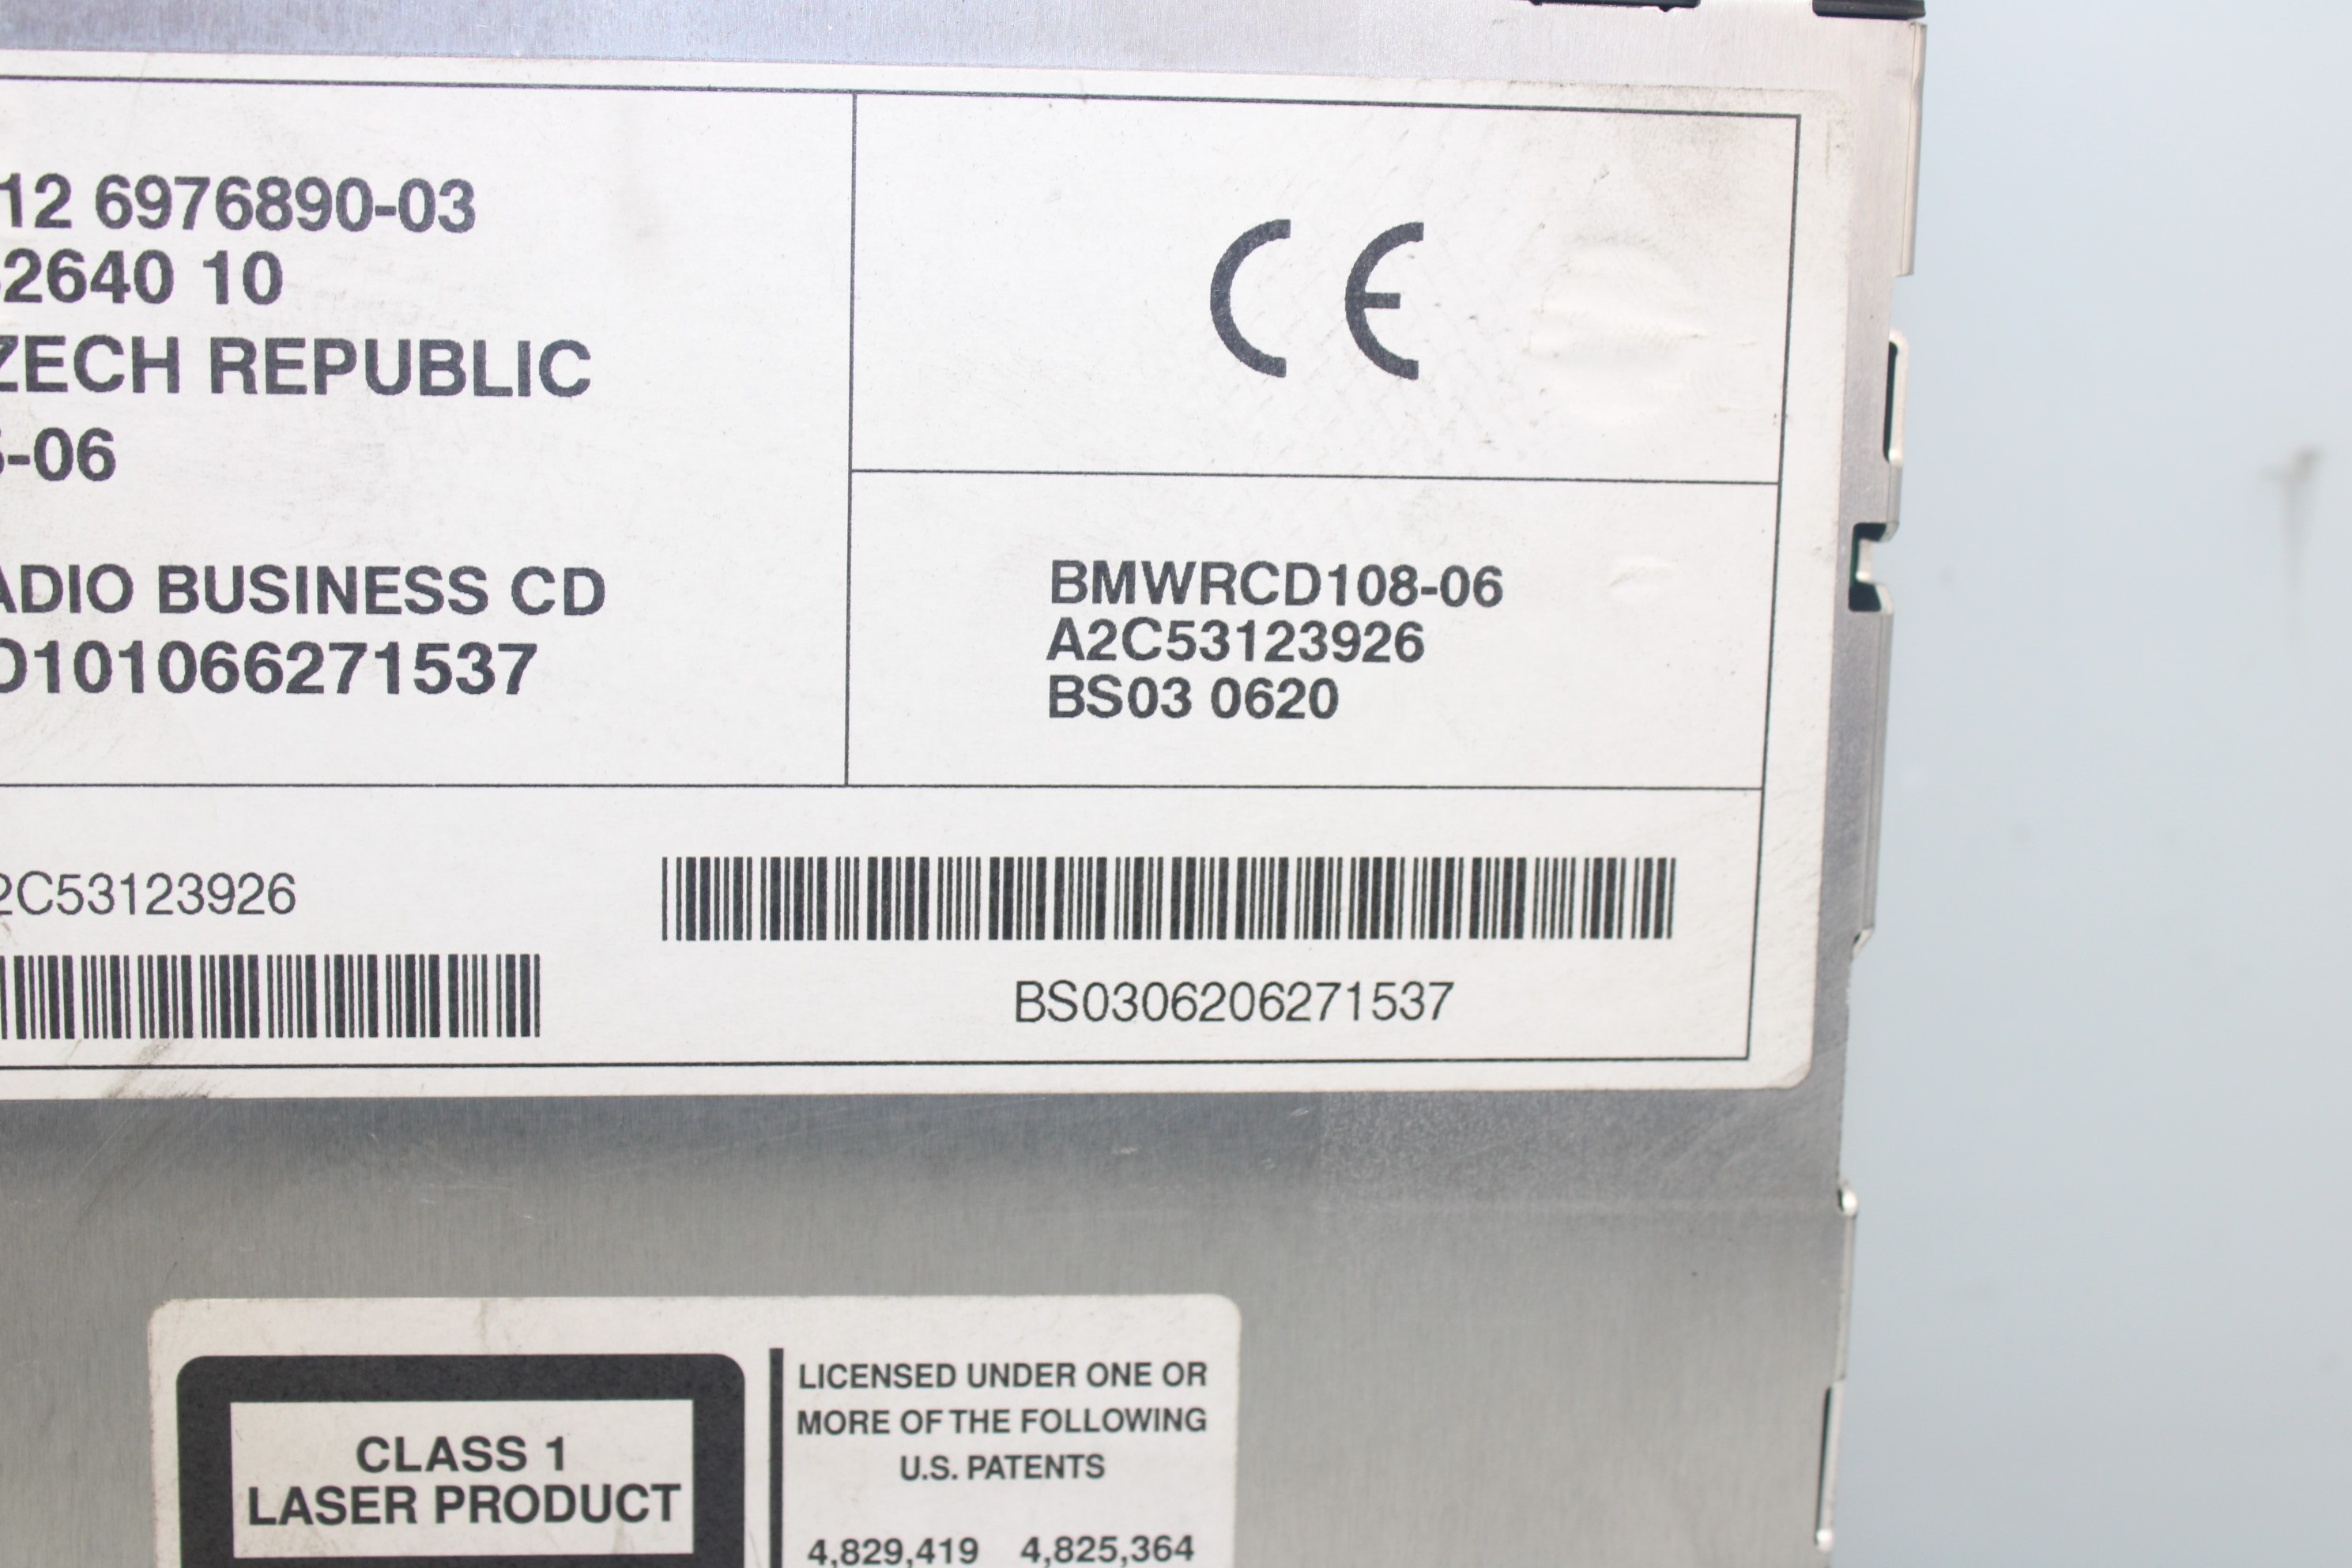 12 6976890-03
2640 10
ZECH REPUBLIC
-06
ADIO BUSINESS CD
D101066271537
CE
BMWRCD108-06
A2C53123926
BS03 0620
2C53123926
BS0306206271537
CLASS 1
LASER PRODUCT
LICENSED UNDER ONE OR
MORE OF THE FOLLOWING
U.S. PATENTS
4,829,419 4,825,364